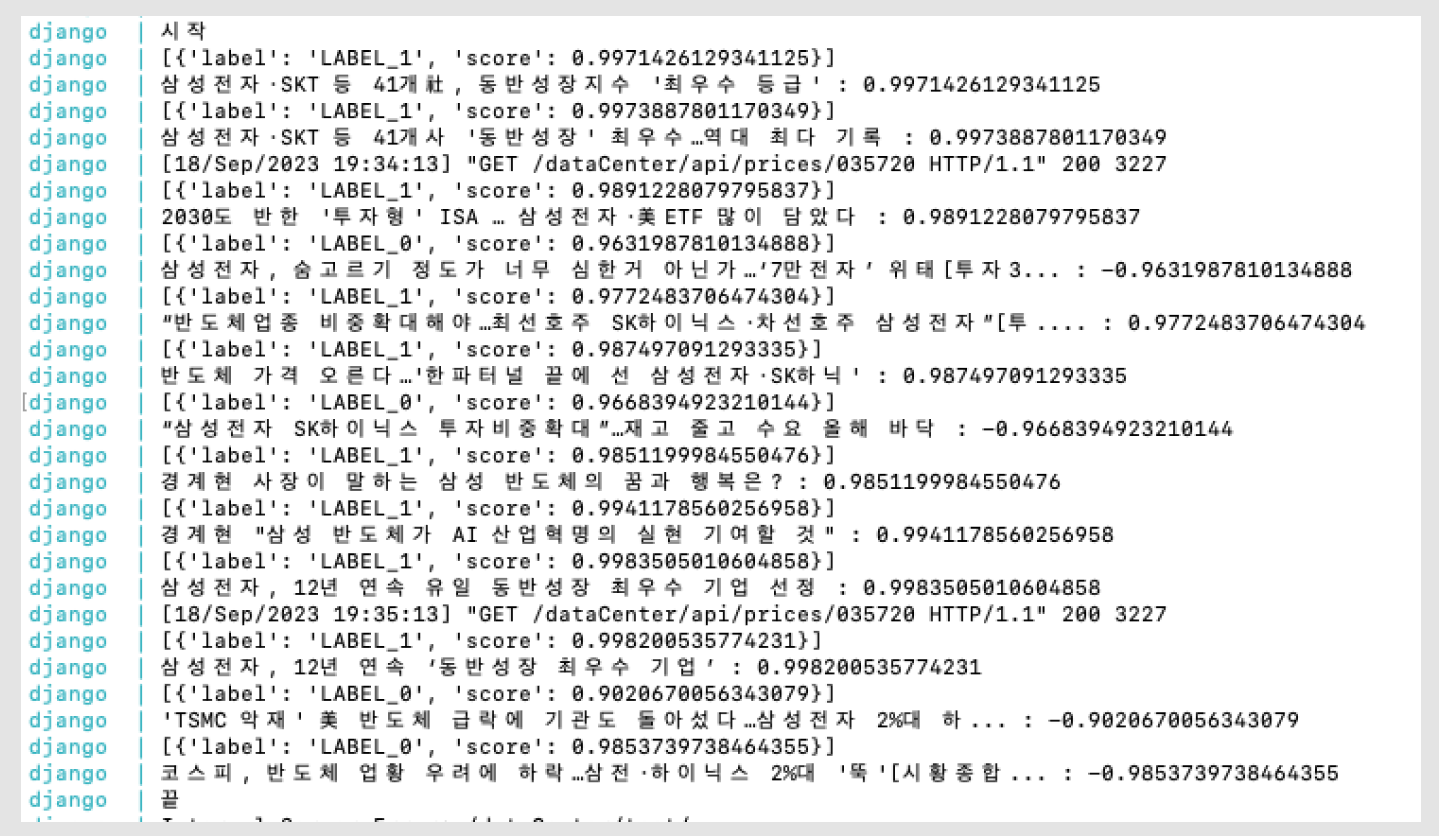 django | 시작
django | [{'label': 'LABEL_1', 'score': 0.9971426129341125}]
django | 삼성전자·SKT 등 41개社, 동반성장지수 '최우수 등급' : 0.9971426129341125
django | [{'label': 'LABEL_1', 'score': 0.9973887801170349}]
django | 삼성전자·SKT 등 41개사 '동반성장' 최우수…역대 최다 기록 : 0.9973887801170349
django | [18/Sep/2023 19:34:13] "GET /dataCenter/api/prices/035720 HTTP/1.1" 200 3227
django | [{'label': 'LABEL_1', 'score': 0.9891228079795837}]
django | 2030도 반한 '투자형' ISA … 삼성전자·美ETF 많이 담았다 : 0.9891228079795837
django | [{'label': 'LABEL_0', 'score': 0.9631987810134888}]
django | 삼성전자, 숨고르기 정도가 너무 심한거 아닌가…‘7만전자’ 위태[투자3... : -0.9631987810134888
django | [{'label': 'LABEL_1', 'score': 0.9772483706474304}]
django | “반도체업종 비중확대해야…최선호주 SK하이닉스·차선호주 삼성전자”[투.... : 0.9772483706474304
django | [{'label': 'LABEL_1', 'score': 0.987497091293335}]
django | 반도체 가격 오른다…'한파터널 끝에 선 삼성전자·SK하닉' : 0.987497091293335
[django | [{'label': 'LABEL_0', 'score': 0.9668394923210144}]
django | “삼성전자 SK하이닉스 투자비중확대”…재고 줄고 수요 올해 바닥 : -0.9668394923210144
django | [{'label': 'LABEL_1', 'score': 0.9851199984550476}]
django | 경계현 사장이 말하는 삼성 반도체의 꿈과 행복은? : 0.9851199984550476
django | [{'label': 'LABEL_1', 'score': 0.9941178560256958}]
django | 경계현 "삼성 반도체가 AI 산업혁명의 실현 기여할 것" : 0.9941178560256958
django | [{'label': 'LABEL_1', 'score': 0.9983505010604858}]
django | 삼성전자, 12년 연속 유일 동반성장 최우수 기업 선정 : 0.9983505010604858
django | [18/Sep/2023 19:35:13] "GET /dataCenter/api/prices/035720 HTTP/1.1" 200 3227
django | [{'label': 'LABEL_1', 'score': 0.998200535774231}]
django | 삼성전자, 12년 연속 ‘동반성장 최우수 기업’ : 0.998200535774231
django | [{'label': 'LABEL_0', 'score': 0.9020670056343079}]
django | 'TSMC 악재' 美 반도체 급락에 기관도 돌아섰다…삼성전자 2%대 하... : -0.9020670056343079
django | [{'label': 'LABEL_0', 'score': 0.9853739738464355}]
django | 코스피, 반도체 업황 우려에 하락…삼전·하이닉스 2%대 '뚝'[시황종합... : -0.9853739738464355
django | 끝